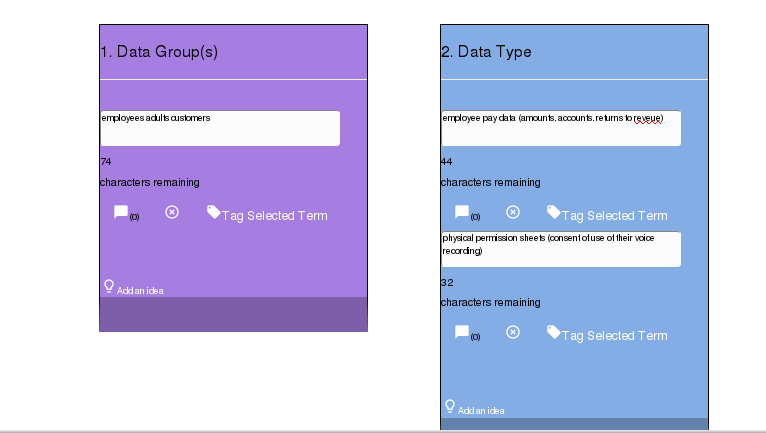 1. Data Group(s)
employees adults customers
74
characters remaining
(0)
Tag Selected Term
Add an idea
2. Data Type
employee pay data (amounts, accounts, returns to reveue)
44
characters remaining
(0)
Tag Selected Term
physical permission sheets (consent of use of their voice
recording)
32
characters remaining
(0)
Tag Selected Term
Add an idea